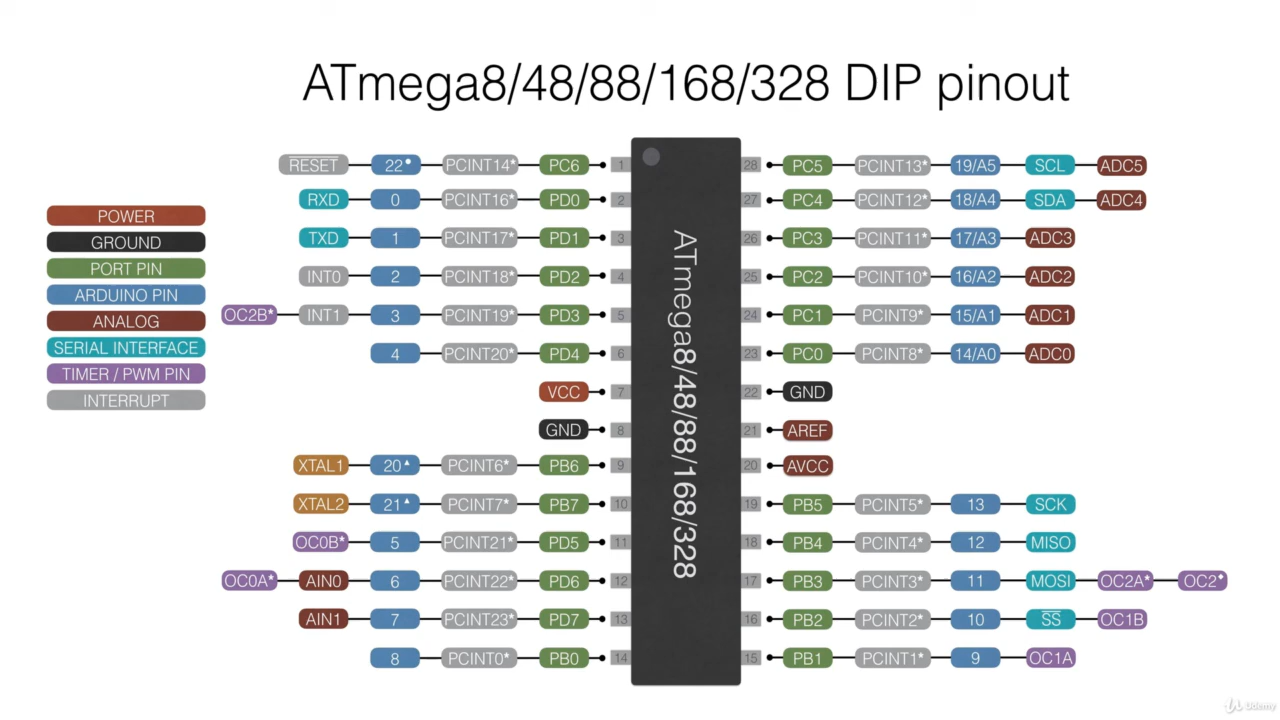 ATmega8/48/88/168/328 DIP pinout
POWER
GROUND
PORT PIN
ARDUINO PIN
ANALOG
SERIAL INTERFACE
TIMER / PWM PIN
INTERRUPT
RESET 22● PCINT14* PC6 1
RXD 0 PCINT16* PD0 2
TXD 1 PCINT17* PD1 3
INT0 2 PCINT18* PD2 4
OC2B* INT1 3 PCINT19* PD3 5
4 PCINT20* PD4 6
VCC 7
GND 8
XTAL1 20▲ PCINT6* PB6 9
XTAL2 21▲ PCINT7* PB7 10
OC0B* 5 PCINT21* PD5 11
OC0A* AIN0 6 PCINT22* PD6 12
AIN1 7 PCINT23* PD7 13
8 PCINT0* PB0 14
ATmega8/48/88/168/328
28 PC5 PCINT13* 19/A5 SCL ADC5
27 PC4 PCINT12* 18/A4 SDA ADC4
26 PC3 PCINT11* 17/A3 ADC3
25 PC2 PCINT10* 16/A2 ADC2
24 PC1 PCINT9* 15/A1 ADC1
23 PC0 PCINT8* 14/A0 ADC0
22 GND
21 AREF
20 AVCC
19 PB5 PCINT5* 13 SCK
18 PB4 PCINT4* 12 MISO
17 PB3 PCINT3* 11 MOSI OC2A* OC2◆
16 PB2 PCINT2* 10 SS OC1B
15 PB1 PCINT1* 9 OC1A
Udemy